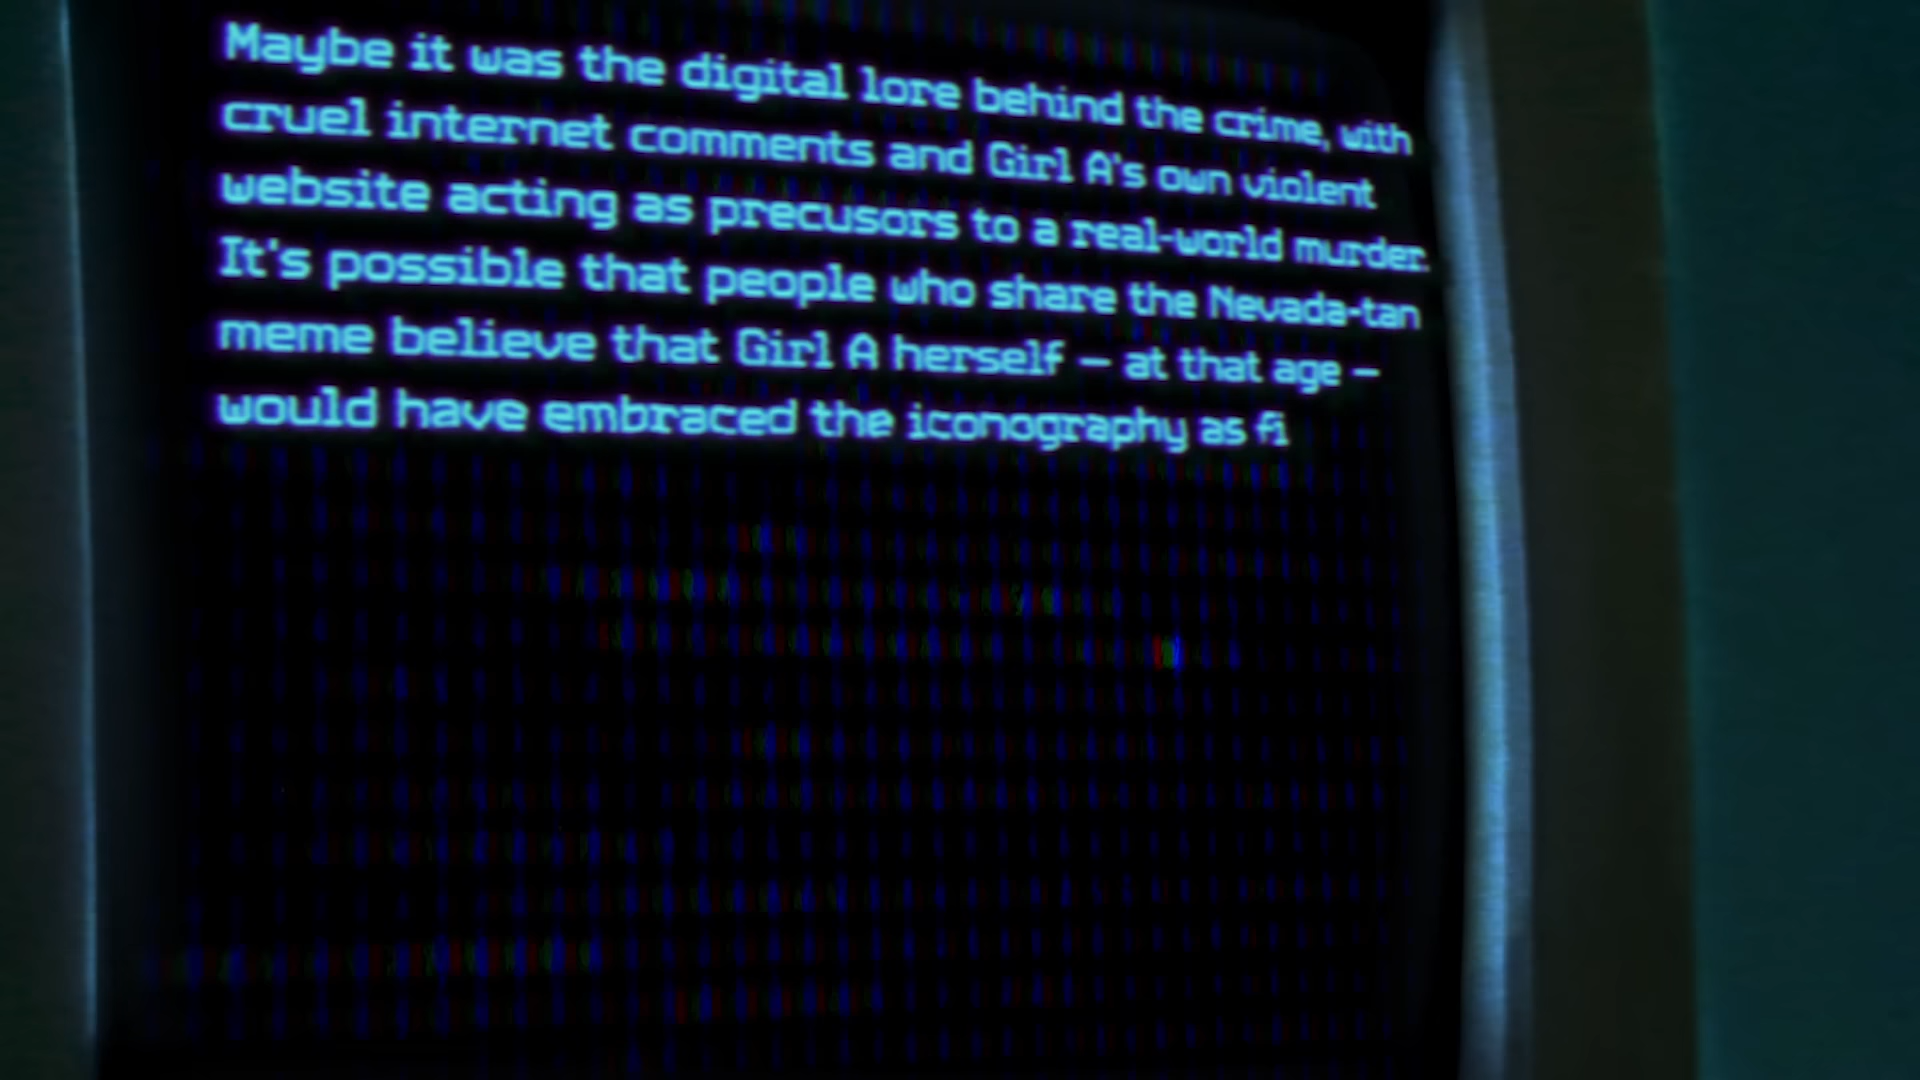 Maybe it was the digital lore behind the crime, with
cruel internet comments and Girl A's own violent
website acting as precusors to a real-world murder.
It's possible that people who share the Nevada-tan
meme believe that Girl A herself – at that age –
would have embraced the iconography as fi